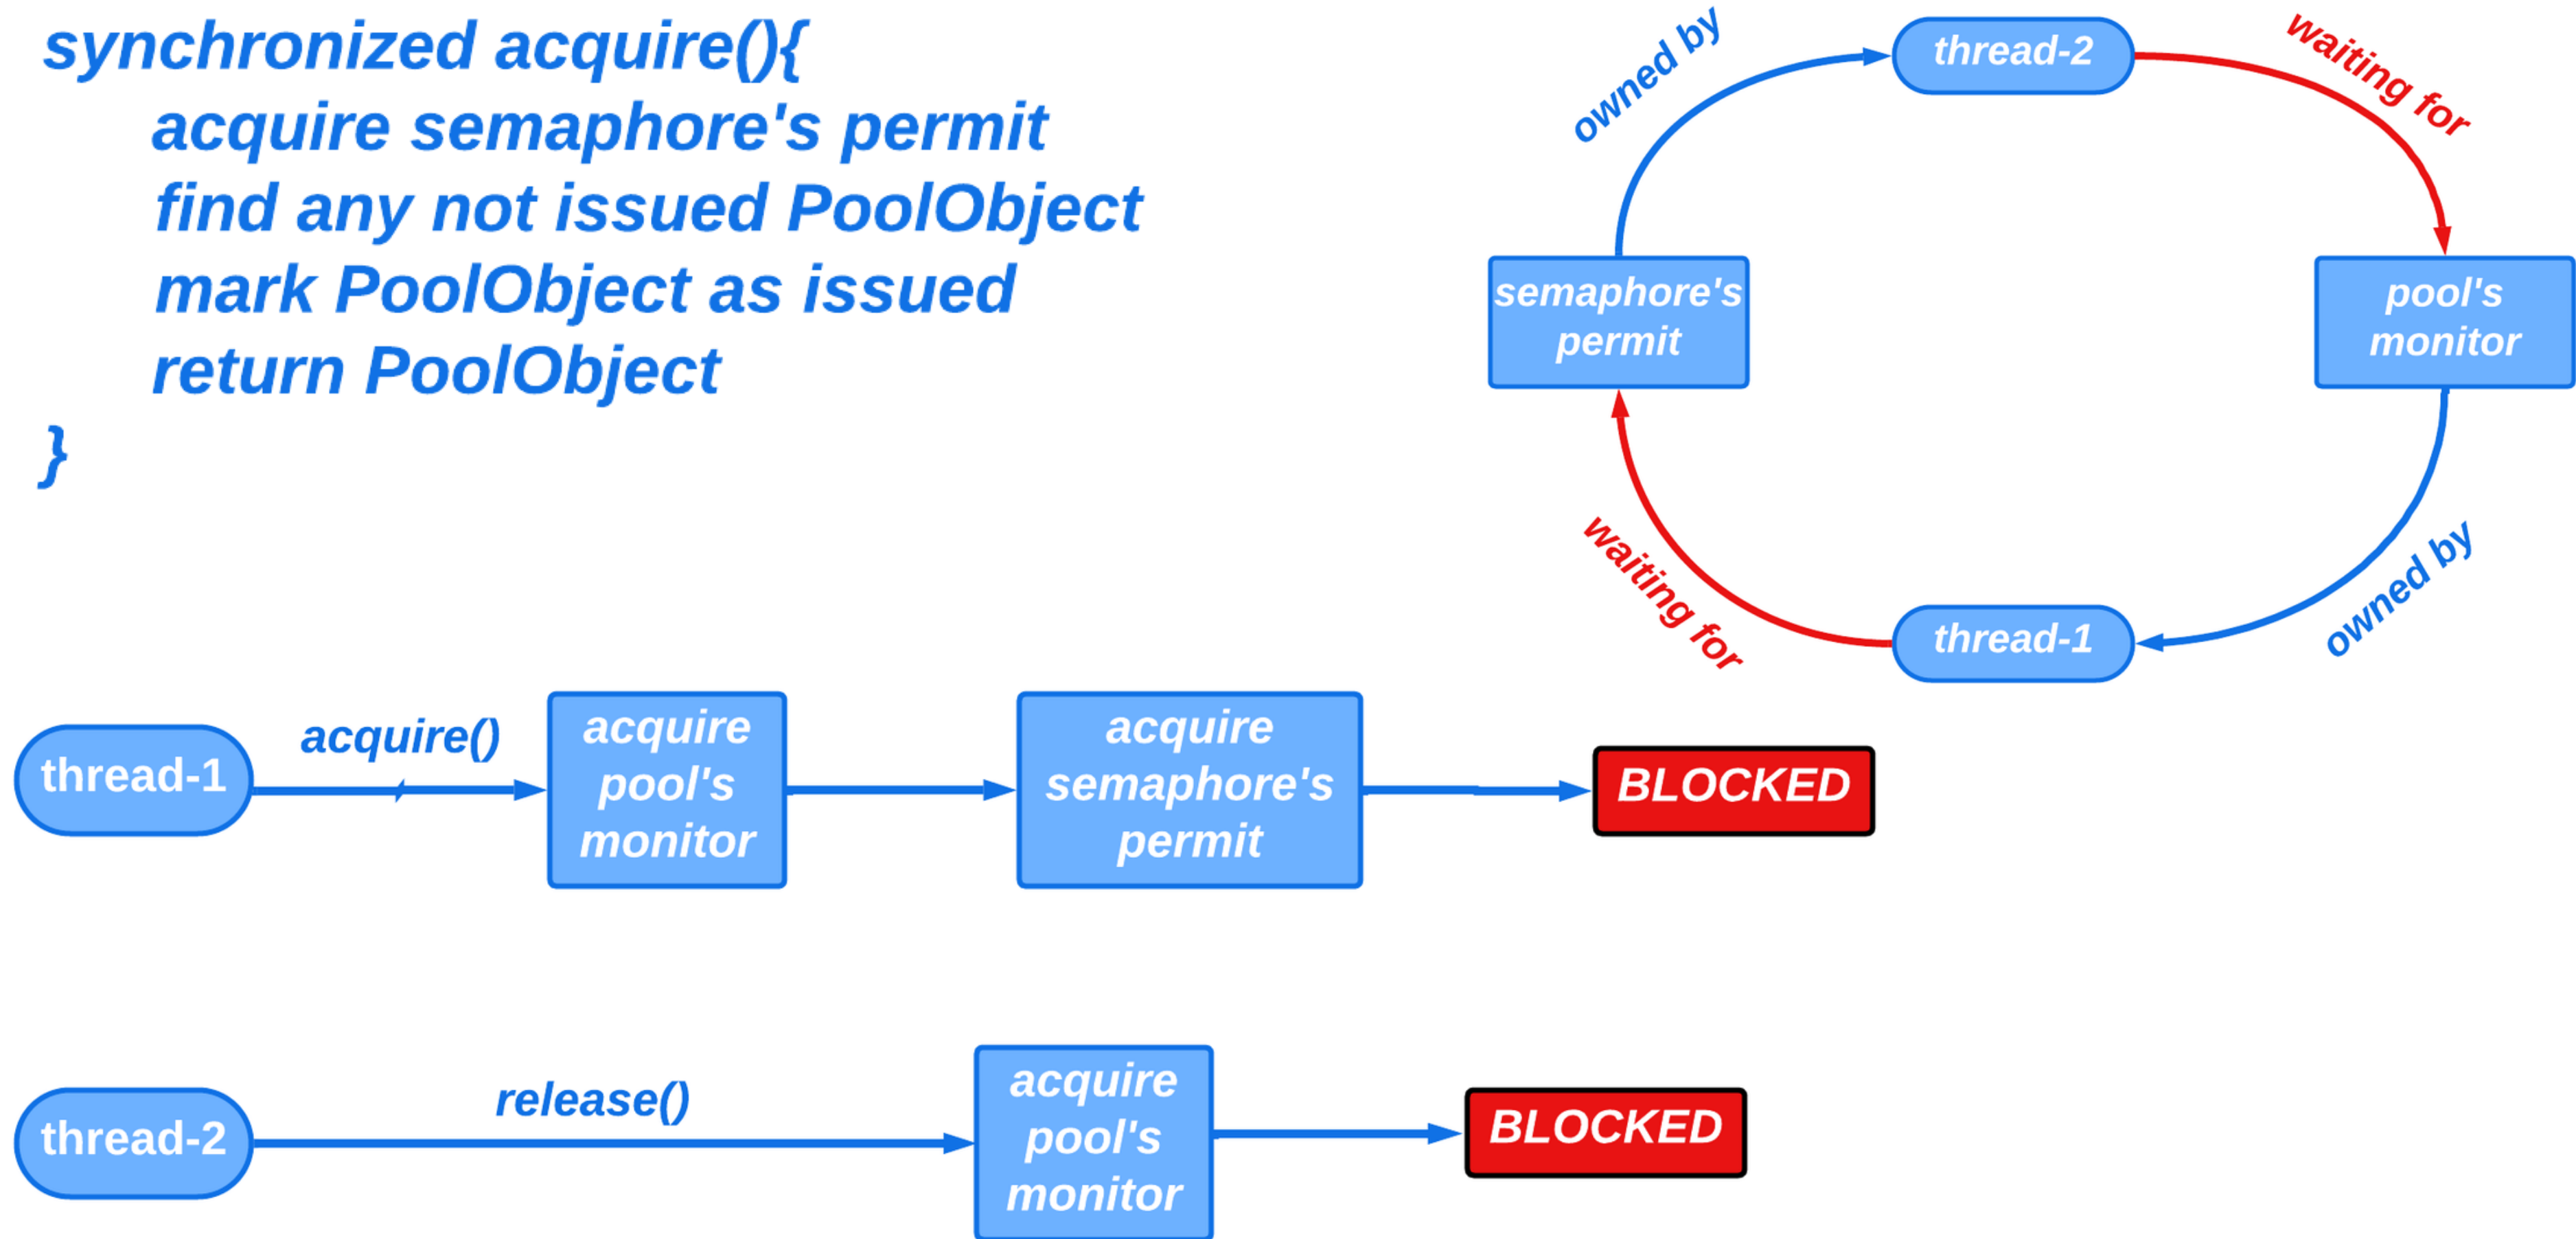 synchronized acquire(){
acquire semaphore's permit
find any not issued PoolObject
mark PoolObject as issued
return PoolObject
}
owned by
thread-2
waiting for
semaphore's
permit
pool's
monitor
waiting for
thread-1
owned by
thread-1
acquire()
acquire
pool's
monitor
acquire
semaphore's
permit
BLOCKED
thread-2
release()
acquire
pool's
monitor
BLOCKED